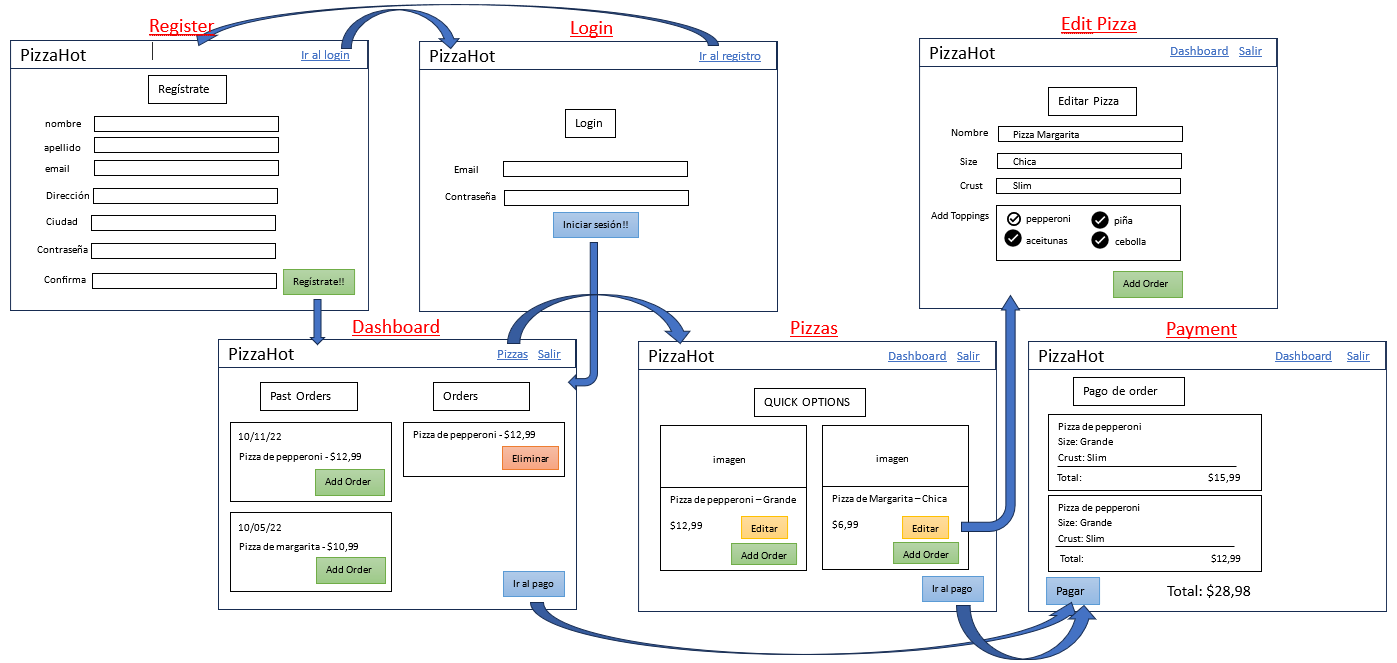 Register
PizzaHot
Ir al login
Regístrate
nombre
apellido
email
Dirección
Ciudad
Contraseña
Confirma
Regístrate!!
Login
PizzaHot
Ir al registro
Login
Email
Contraseña
Iniciar sesión!!
Edit Pizza
PizzaHot
Dashboard Salir
Editar Pizza
Nombre Pizza Margarita
Size Chica
Crust Slim
Add Toppings pepperoni piña
aceitunas cebolla
Add Order
Dashboard
PizzaHot
Pizzas Salir
Past Orders
10/11/22
Pizza de pepperoni - $12,99
Add Order
10/05/22
Pizza de margarita - $10,99
Add Order
Orders
Pizza de pepperoni - $12,99
Eliminar
Ir al pago
Pizzas
PizzaHot
Dashboard Salir
QUICK OPTIONS
imagen
Pizza de pepperoni – Grande
$12,99
Editar
Add Order
imagen
Pizza de Margarita – Chica
$6,99
Editar
Add Order
Ir al pago
Payment
PizzaHot
Dashboard Salir
Pago de order
Pizza de pepperoni
Size: Grande
Crust: Slim
Total: $15,99
Pizza de pepperoni
Size: Grande
Crust: Slim
Total: $12,99
Pagar
Total: $28,98